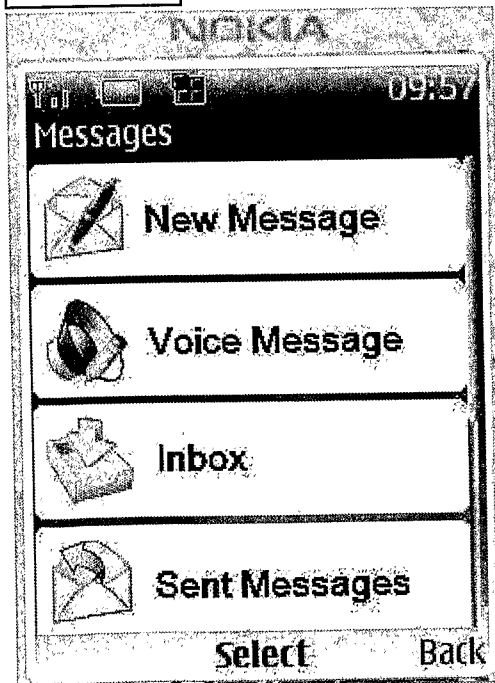 NOKIA
09:57
Messages
New Message
Voice Message
Inbox
Sent Messages
Select Back